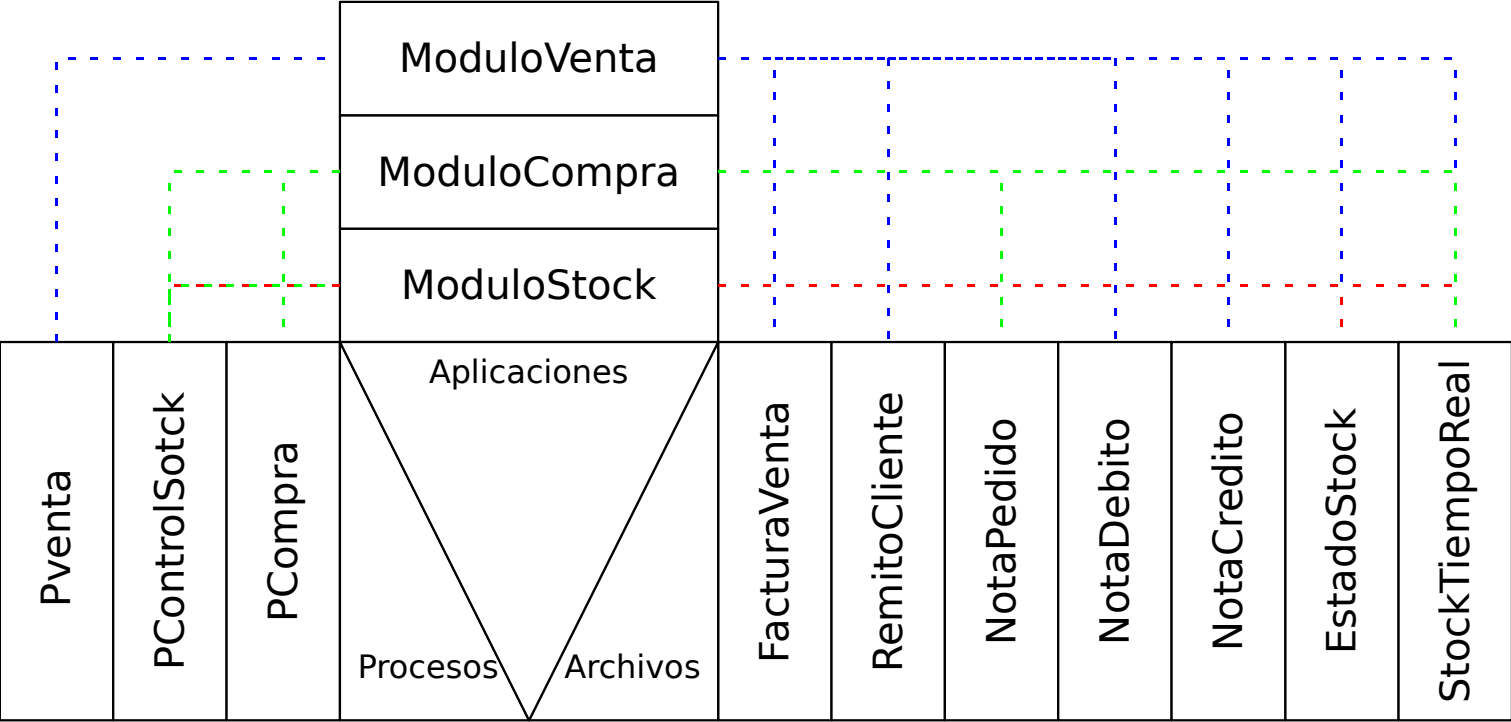 ModuloVenta
ModuloCompra
ModuloStock
Aplicaciones
Procesos
Archivos
Pventa
PControlSotck
PCompra
FacturaVenta
RemitoCliente
NotaPedido
NotaDebito
NotaCredito
EstadoStock
StockTiempoReal